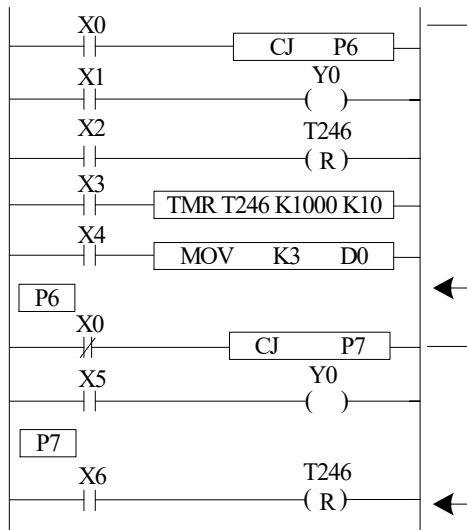 X0
CJ P6
X1
Y0
( )
X2
T246
( R )
X3
TMR T246 K1000 K10
X4
MOV K3 D0
P6
X0
CJ P7
X5
Y0
( )
P7
X6
T246
( R )